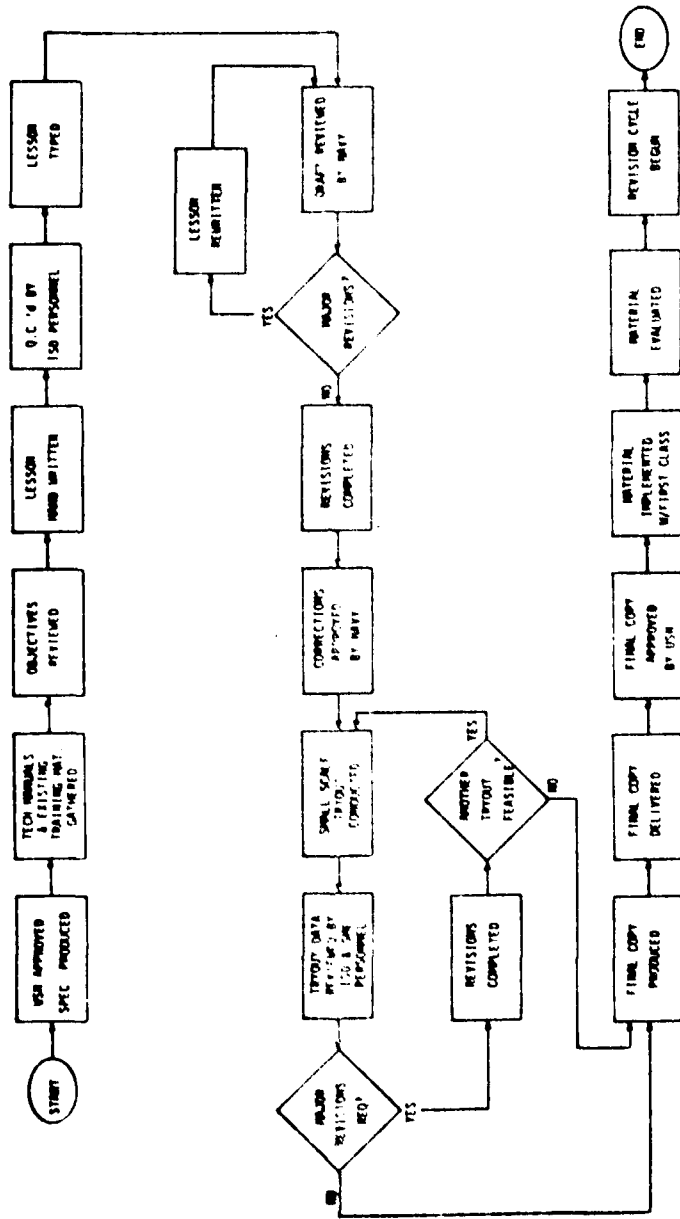 START
USN APPROVED
SPEC PRODUCED
TECH MANUALS
& EXISTING
TRAINING MAT.
GATHERED
OBJECTIVES
REVIEWED
LESSON
HAND WRITTEN
Q.C 'd BY
ISD PERSONNEL
LESSON
TYPED
DRAFT REVIEWED
BY NAVY
LESSON
REWRITTEN
MAJOR
REVISIONS?
YES
NO
REVISIONS
COMPLETED
CORRECTIONS
APPROVED
BY NAVY
SMALL SCALE
TRYOUT
CONDUCTED
TRYOUT DATA
REVIEWED BY
ISD & SME
PERSONNEL
MAJOR
REVISIONS
REQ?
YES
NO
REVISIONS
COMPLETED
ANOTHER
TRYOUT
FEASIBLE?
YES
NO
FINAL COPY
PRODUCED
FINAL COPY
DELIVERED
FINAL COPY
APPROVED
BY USN
MATERIAL
IMPLEMENTED
W/FIRST CLASS
MATERIAL
EVALUATED
REVISION CYCLE
BEGUN
END